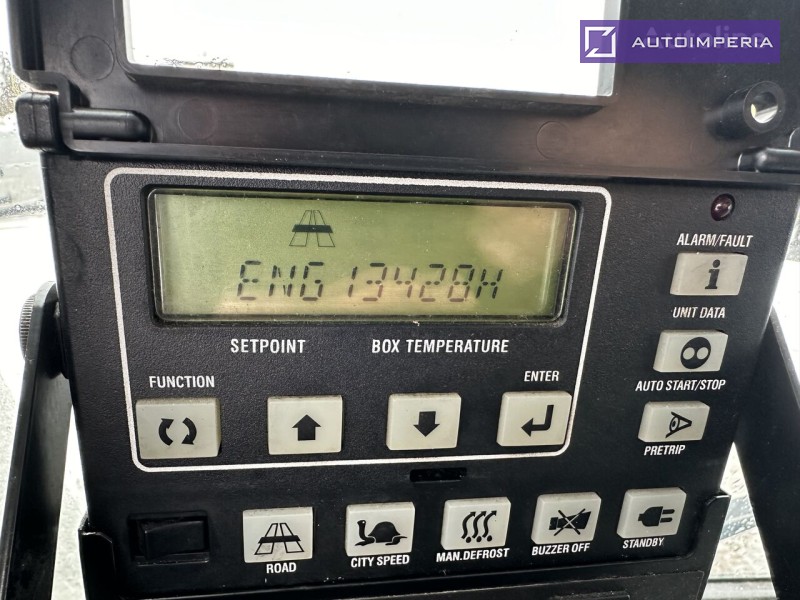 AUTOIMPERIA
Autoline
ENG 13428H
SETPOINT BOX TEMPERATURE
ALARM/FAULT
UNIT DATA
AUTO START/STOP
PRETRIP
FUNCTION ENTER
ROAD CITY SPEED MAN.DEFROST BUZZER OFF STANDBY